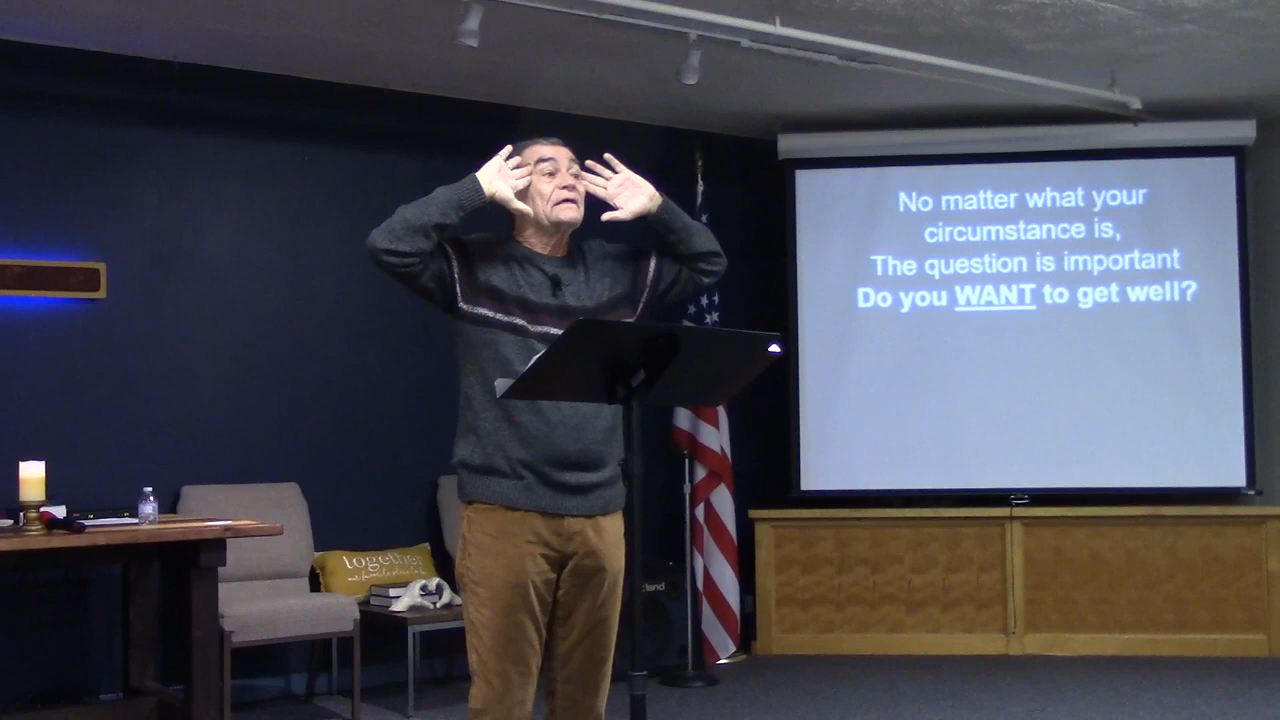 No matter what your
circumstance is,
The question is important
Do you WANT to get well?
together